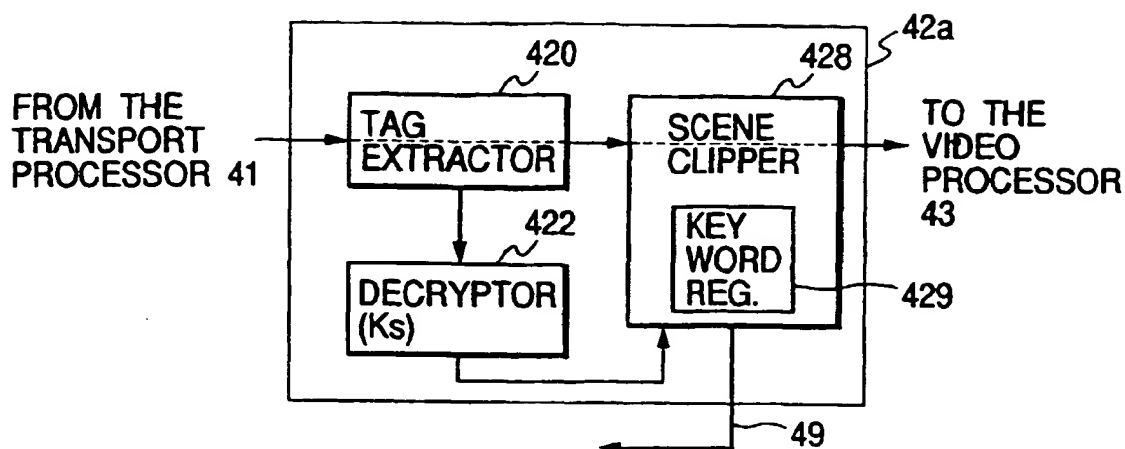 42a
420
428
FROM THE
TRANSPORT
PROCESSOR 41
TAG
EXTRACTOR
SCENE
CLIPPER
TO THE
VIDEO
PROCESSOR
43
422
DECRYPTOR
(Ks)
KEY
WORD
REG.
429
49